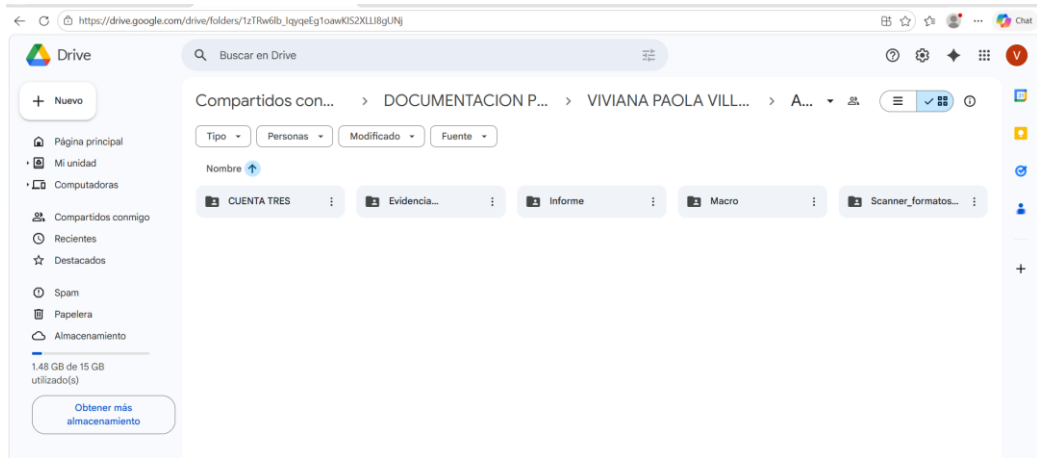 https://drive.google.com/drive/folders/1zTRw6lb_IqyqeEg1oawKIS2XLLI8gUNj
Chat
Drive
Buscar en Drive
V
Nuevo
Compartidos con... > DOCUMENTACION P... > VIVIANA PAOLA VILL... > A...
Tipo Personas Modificado Fuente
Página principal
Mi unidad
Computadoras
Nombre
CUENTA TRES Evidencia... Informe Macro Scanner_formatos...
Compartidos conmigo
Recientes
Destacados
Spam
Papelera
Almacenamiento
1.48 GB de 15 GB
utilizado(s)
Obtener más
almacenamiento